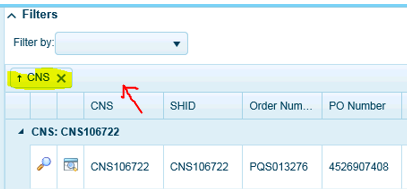 Filters
Filter by:
↑ CNS ×
CNS SHID Order Num... PO Number
CNS: CNS106722
CNS106722 CNS106722 PQS013276 4526907408